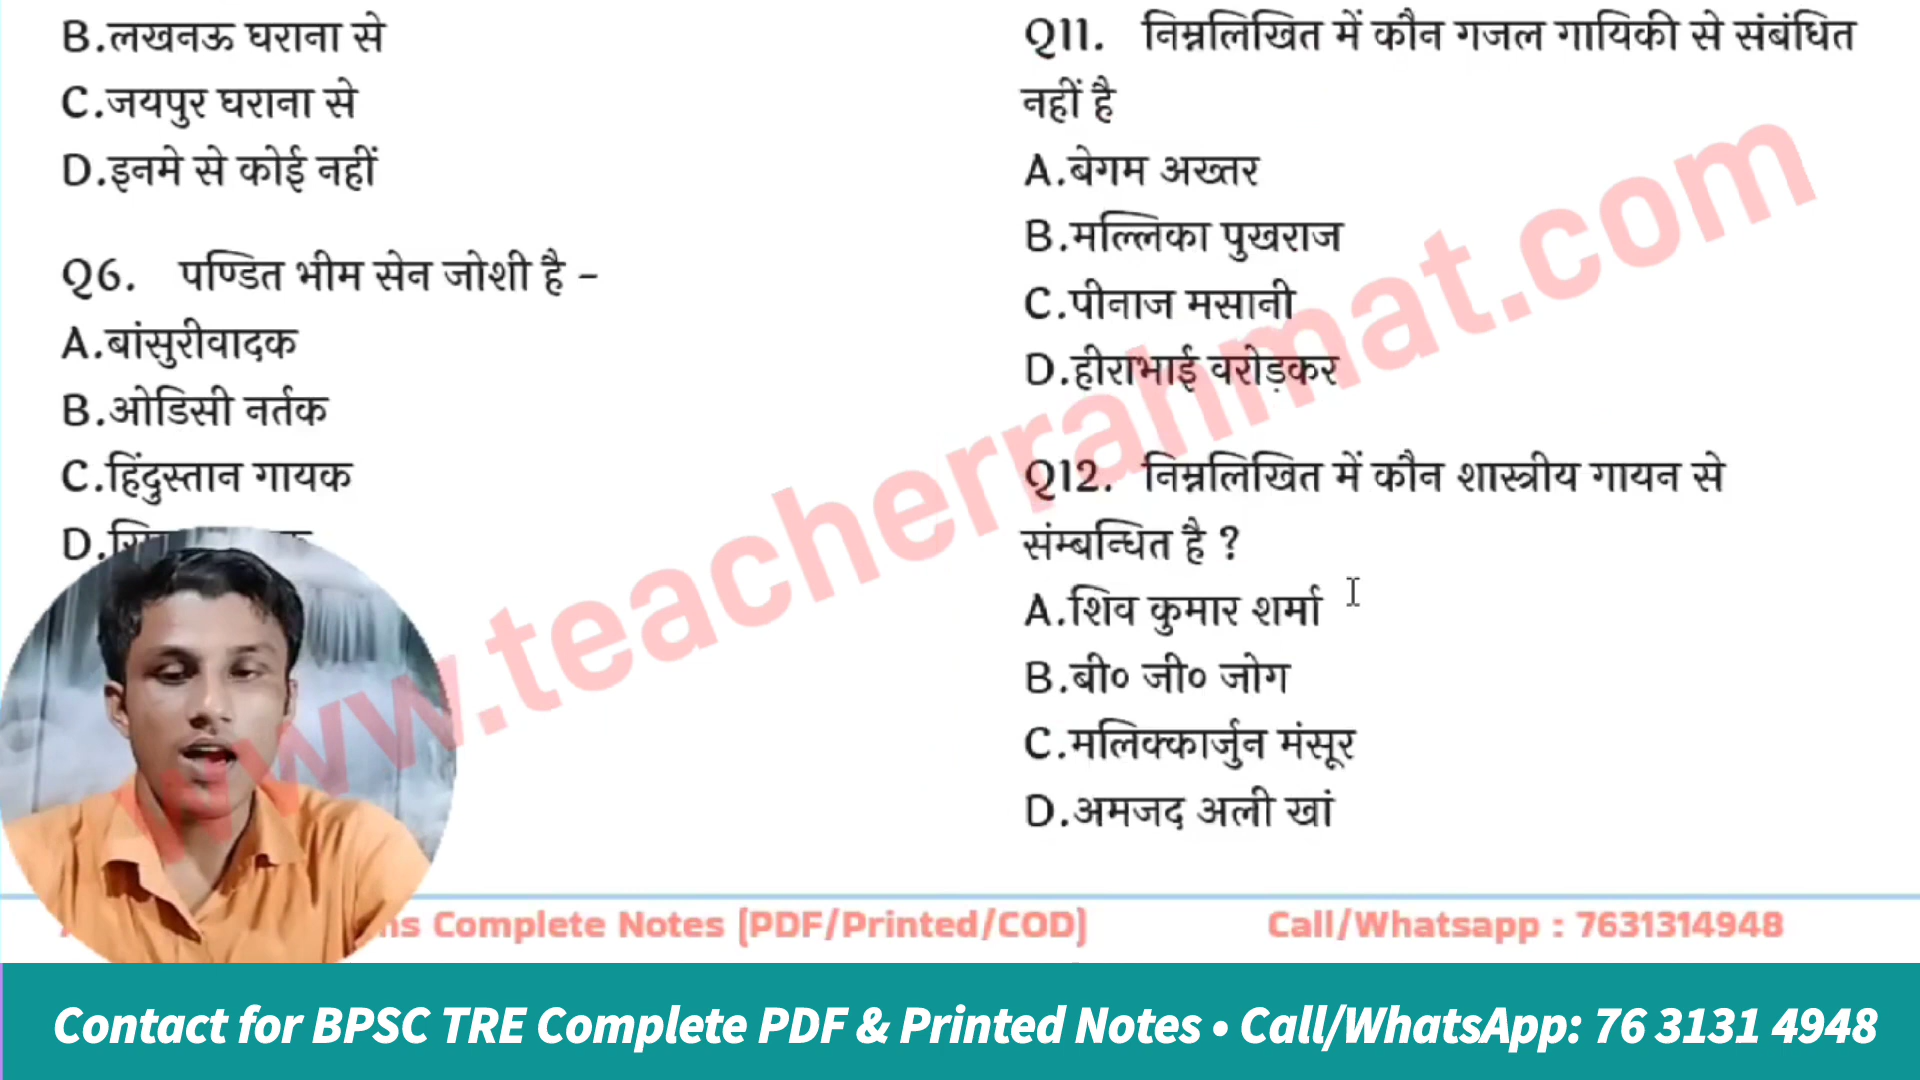 B.लखनऊ घराना से
C.जयपुर घराना से
D.इनमे से कोई नहीं
Q6. पण्डित भीम सेन जोशी है –
A.बांसुरीवादक
B.ओडिसी नर्तक
C.हिंदुस्तान गायक
D.
Q11. निम्नलिखित में कौन गजल गायिकी से संबंधित
नहीं है
A.बेगम अख्तर
B.मल्लिका पुखराज
C.पीनाज मसानी
D.हीराभाई वरोड़कर
Q12. निम्नलिखित में कौन शास्त्रीय गायन से
संम्बन्धित है ?
A.शिव कुमार शर्मा
B.बी० जी० जोग
C.मलिक्कार्जुन मंसूर
D.अमजद अली खां
www.teacherrahmat.com
Complete Notes [PDF/Printed/COD]
Call/Whatsapp : 7631314948
Contact for BPSC TRE Complete PDF & Printed Notes • Call/WhatsApp: 76 3131 4948